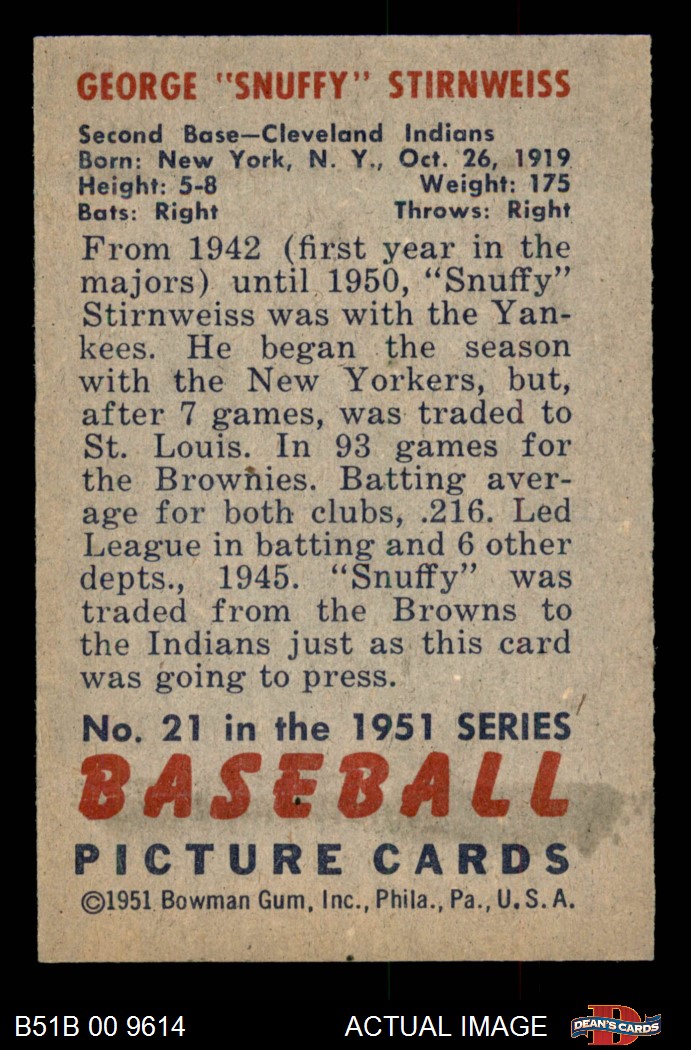 GEORGE "SNUFFY" STIRNWEISS
Second Base—Cleveland Indians
Born: New York, N. Y., Oct. 26, 1919
Height: 5-8 Weight: 175
Bats: Right Throws: Right
From 1942 (first year in the
majors) until 1950, "Snuffy"
Stirnweiss was with the Yan-
kees. He began the season
with the New Yorkers, but,
after 7 games, was traded to
St. Louis. In 93 games for
the Brownies. Batting aver-
age for both clubs, .216. Led
League in batting and 6 other
depts., 1945. "Snuffy" was
traded from the Browns to
the Indians just as this card
was going to press.
No. 21 in the 1951 SERIES
BASEBALL
PICTURE CARDS
©1951 Bowman Gum, Inc., Phila., Pa., U.S.A.
B51B 00 9614 ACTUAL IMAGE D DEAN'S CARDS